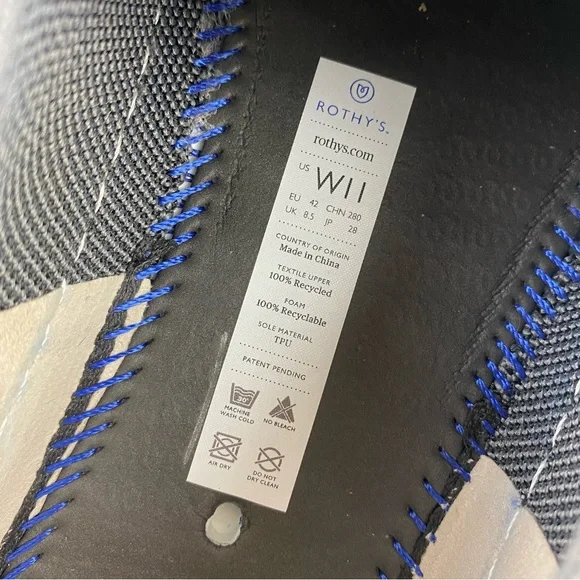 ROTHY'S.
rothys.com
US W11
EU 42 CHN 280
UK 8.5 JP 28
COUNTRY OF ORIGIN
Made in China
TEXTILE UPPER
100% Recycled
FOAM
100% Recyclable
SOLE MATERIAL
TPU
PATENT PENDING
30°
MACHINE WASH COLD
NO BLEACH
AIR DRY
DO NOT DRY CLEAN